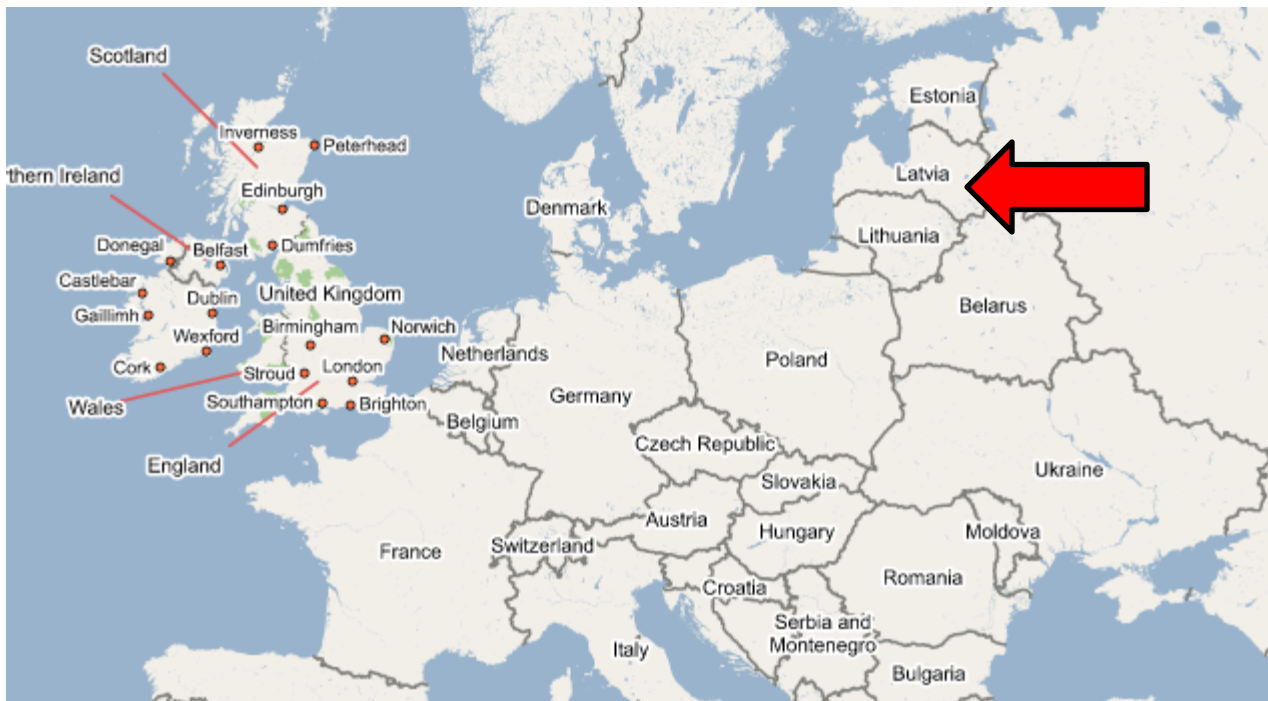 Scotland
Estonia
Inverness
Peterhead
rthern Ireland
Latvia
Edinburgh
Denmark
Lithuania
Donegal
Belfast
Dumfries
Castlebar
Dublin
United Kingdom
Belarus
Gaillimh
Birmingham
Norwich
Wexford
Netherlands
Poland
Cork
Stroud
London
Germany
Wales
Southampton
Brighton
Belgium
Czech Republic
England
Ukraine
Slovakia
Austria
Hungary
Moldova
Switzerland
France
Romania
Croatia
Serbia and
Montenegro
Italy
Bulgaria